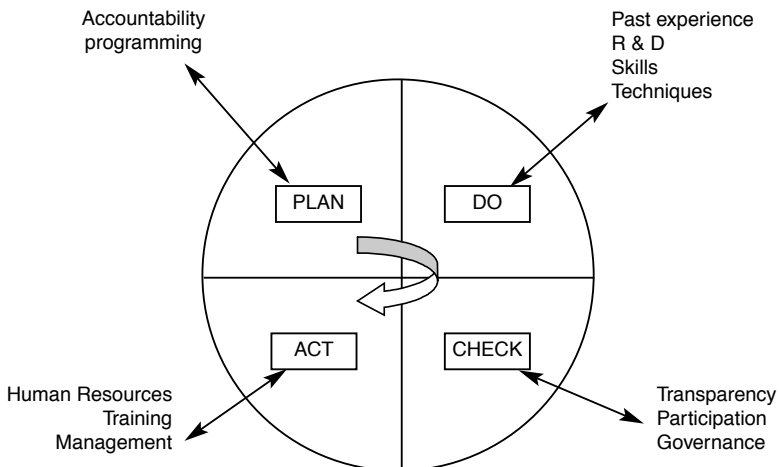 Accountability
programming
Past experience
R & D
Skills
Techniques
PLAN
DO
ACT
CHECK
Human Resources
Training
Management
Transparency
Participation
Governance